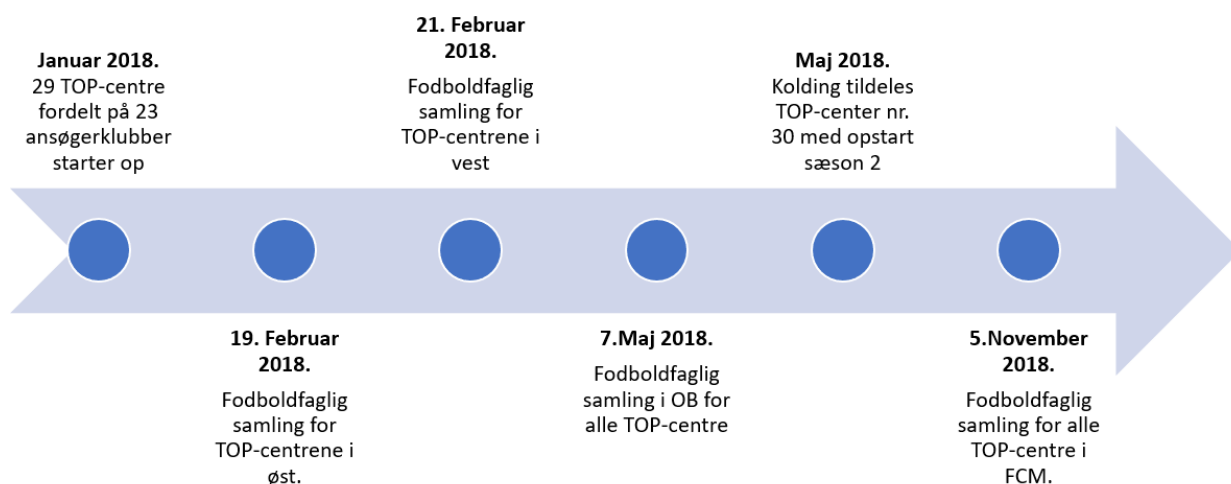 Januar 2018.
29 TOP-centre
fordelt på 23
ansøgerklubber
starter op
19. Februar
2018.
Fodboldfaglig
samling for
TOP-centrene i
øst.
21. Februar
2018.
Fodboldfaglig
samling for
TOP-centrene i
vest
7.Maj 2018.
Fodboldfaglig
samling i OB for
alle TOP-centre
Maj 2018.
Kolding tildeles
TOP-center nr.
30 med opstart
sæson 2
5.November
2018.
Fodboldfaglig
samling for alle
TOP-centre i
FCM.